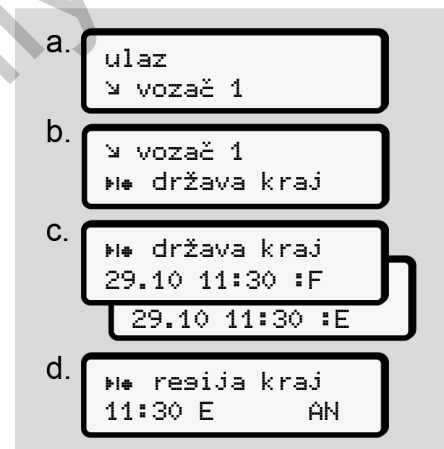 a.
ulaz
↘ vozač 1
b.
↘ vozač 1
država kraj
c.
država kraj
29.10 11:30 :F
29.10 11:30 :E
d.
regija kraj
11:30 E AN